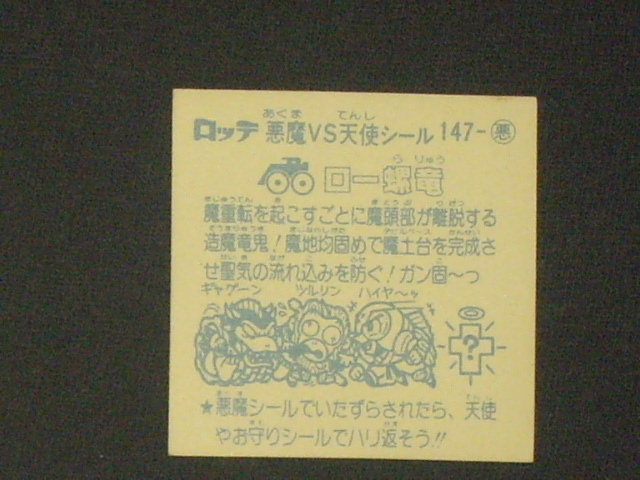 ロッテ 悪魔VS天使シール 147-悪
ロー螺竜
魔重転を起こすごとに魔頭部が離脱する
造魔竜鬼！魔地均固めで魔土台を完成さ
せ聖気の流れ込みを防ぐ！ガン固〜っ
ギャゲーン ツルリン ハイヤ〜ッ
?
★悪魔シールでいたずらされたら、天使
やお守りシールでハリ返そう!!